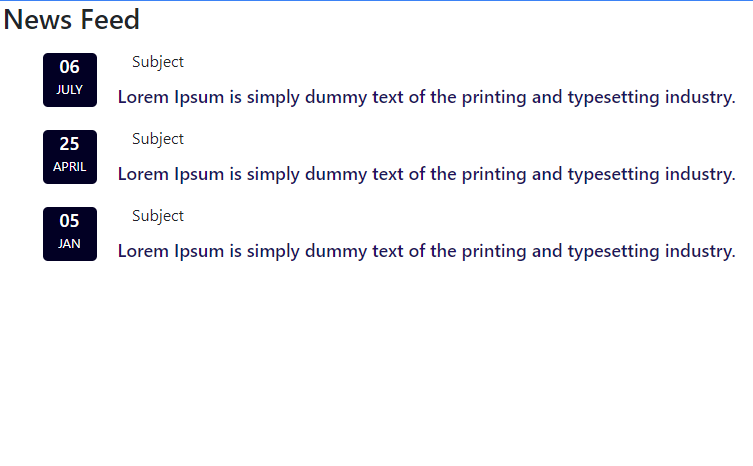 News Feed
06 Subject
JULY
Lorem Ipsum is simply dummy text of the printing and typesetting industry.
25 Subject
APRIL
Lorem Ipsum is simply dummy text of the printing and typesetting industry.
05 Subject
JAN
Lorem Ipsum is simply dummy text of the printing and typesetting industry.